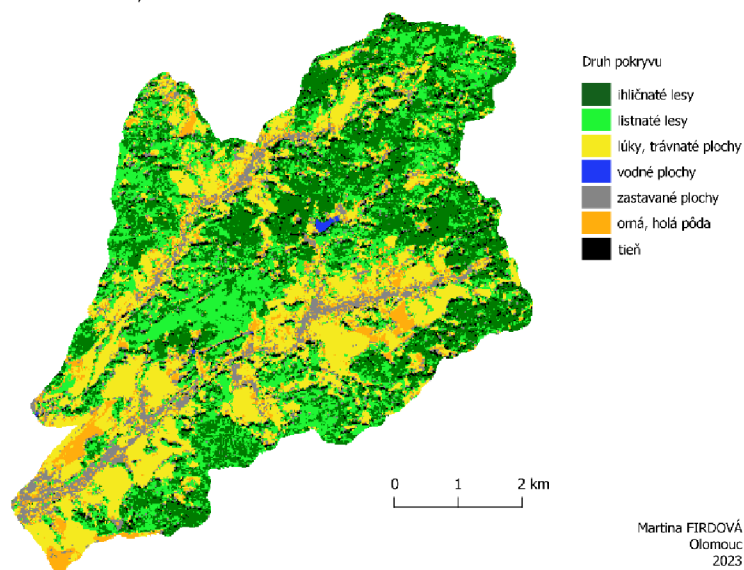 Druh pokryvu
ihličnaté lesy
listnaté lesy
lúky, trávnaté plochy
vodné plochy
zastavané plochy
orná, holá pôda
tieň
0 1 2 km
Martina FIRDOVÁ
Olomouc
2023